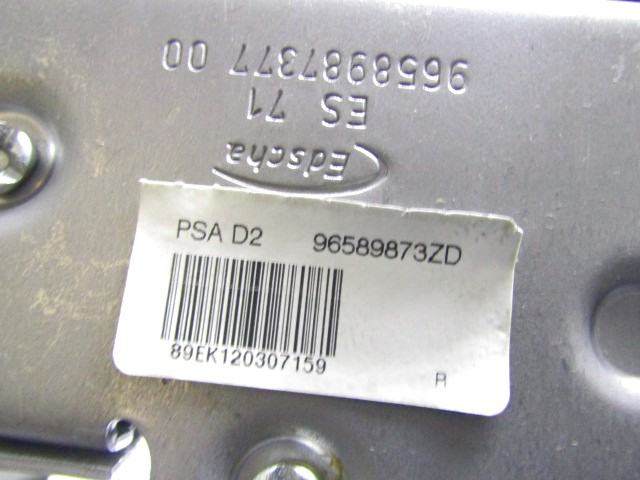 9658987377 00
ES 71
Edscha
PSA D2 96589873ZD
89EK120307159
R